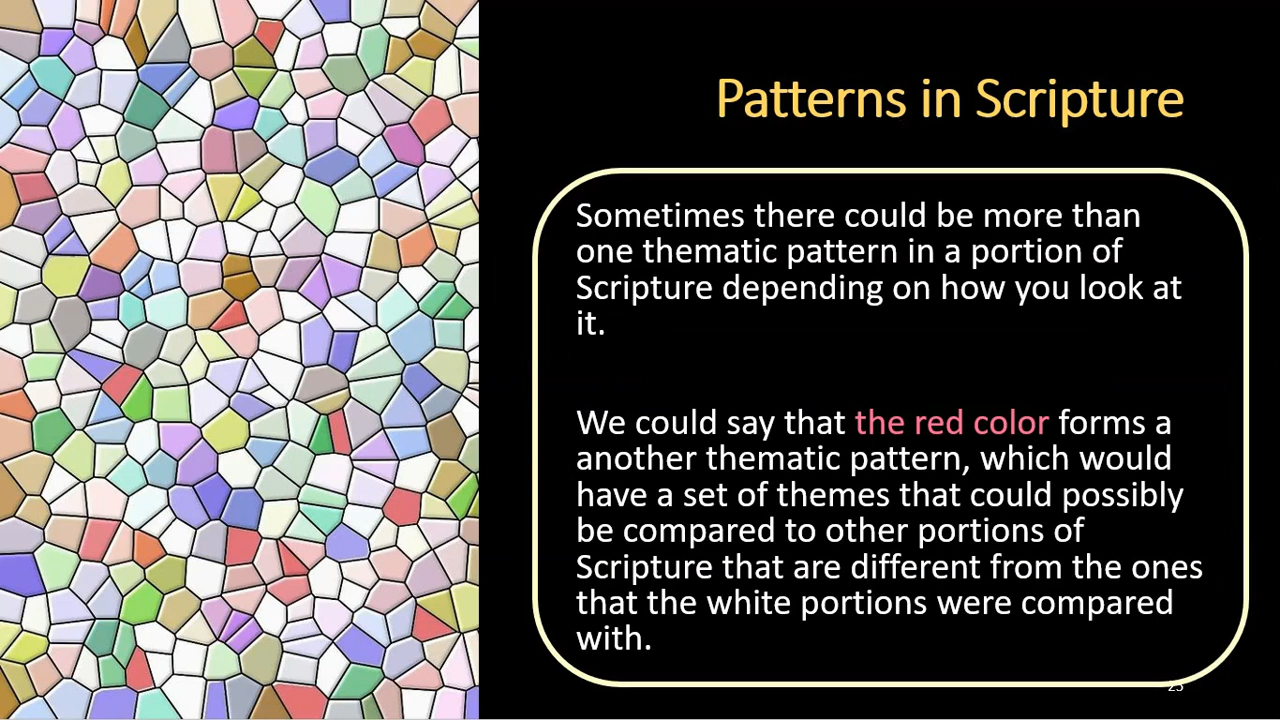 Patterns in Scripture
Sometimes there could be more than
one thematic pattern in a portion of
Scripture depending on how you look at
it.
We could say that the red color forms a
another thematic pattern, which would
have a set of themes that could possibly
be compared to other portions of
Scripture that are different from the ones
that the white portions were compared
with.